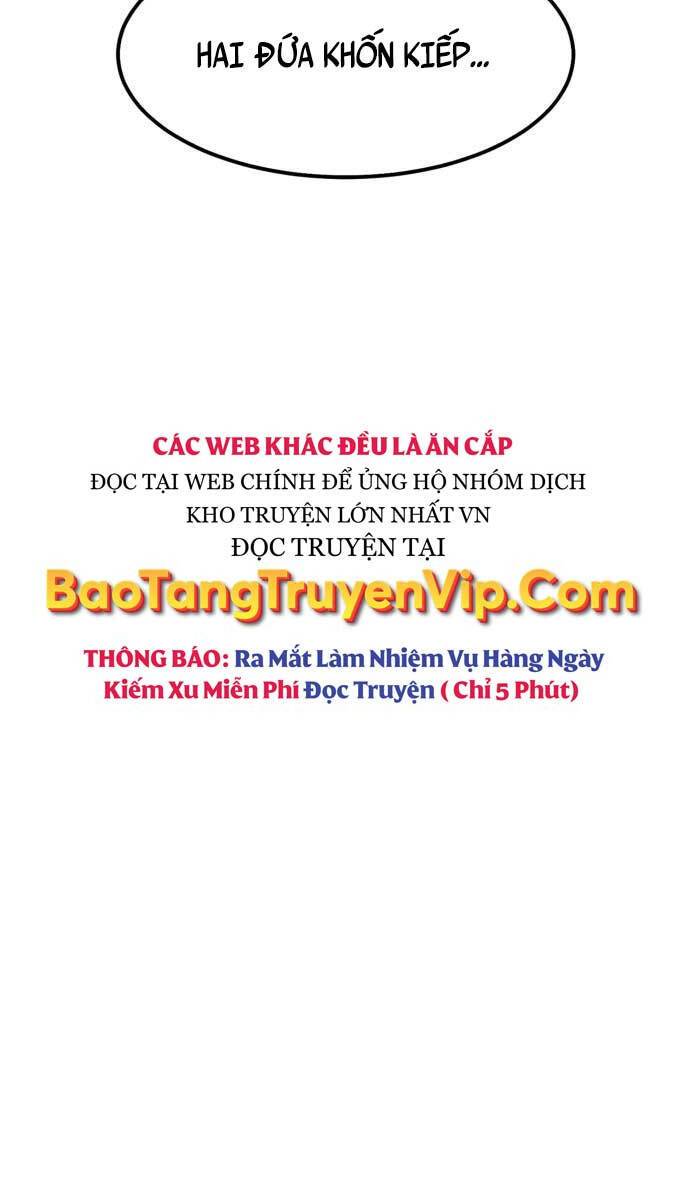 HAI ĐỨA KHỐN KIẾP...
CÁC WEB KHÁC ĐỀU LÀ ĂN CẮP
ĐỌC TẠI WEB CHÍNH ĐỂ ỦNG HỘ NHÓM DỊCH
KHO TRUYỆN LỚN NHẤT VN
ĐỌC TRUYỆN TẠI
BaoTangTruyenVip.Com
THÔNG BÁO: Ra Mắt Làm Nhiệm Vụ Hàng Ngày
Kiếm Xu Miễn Phí Đọc Truyện ( Chỉ 5 Phút)